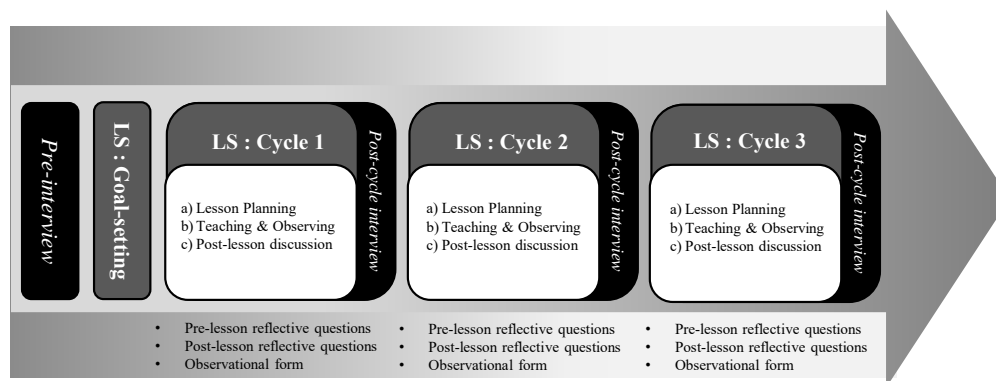 Pre-interview
LS : Goal-setting
LS : Cycle 1
a) Lesson Planning
b) Teaching & Observing
c) Post-lesson discussion
Post-cycle interview
LS : Cycle 2
a) Lesson Planning
b) Teaching & Observing
c) Post-lesson discussion
Post-cycle interview
LS : Cycle 3
a) Lesson Planning
b) Teaching & Observing
c) Post-lesson discussion
Post-cycle interview
• Pre-lesson reflective questions
• Post-lesson reflective questions
• Observational form
• Pre-lesson reflective questions
• Post-lesson reflective questions
• Observational form
• Pre-lesson reflective questions
• Post-lesson reflective questions
• Observational form